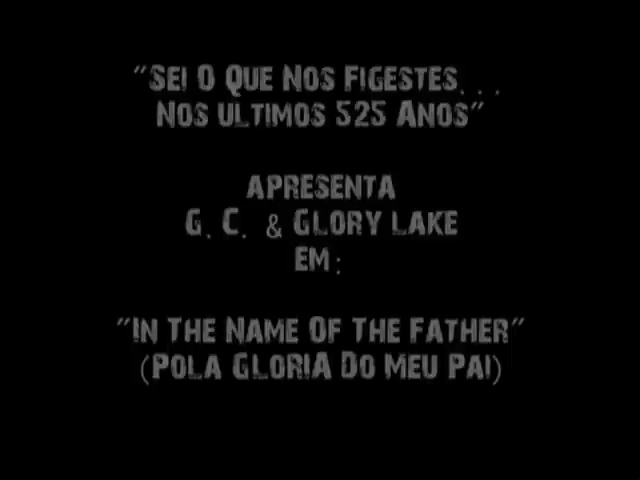 "Sei O Que Nos Figestes...
Nos ultimos 525 Anos"
apresenta
G. C. & Glory lake
em:
"In The Name Of The Father"
(Pola Gloria Do Meu Pai)